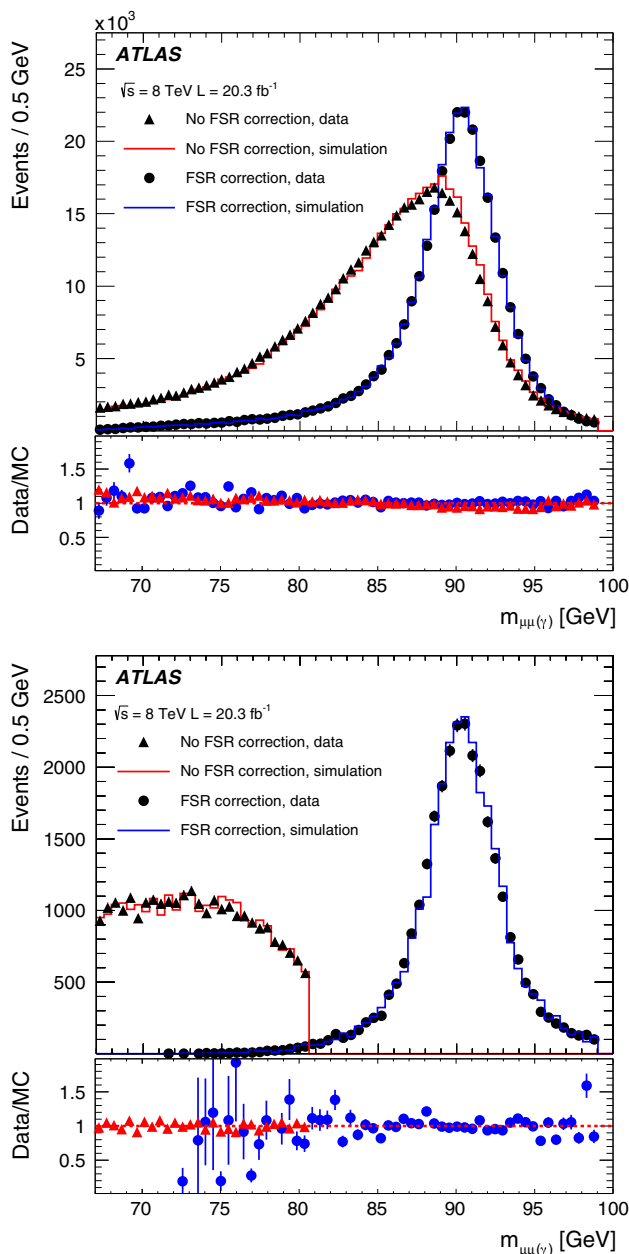 ×10³
ATLAS
√s = 8 TeV L = 20.3 fb⁻¹
No FSR correction, data
No FSR correction, simulation
FSR correction, data
FSR correction, simulation
Events / 0.5 GeV
25
20
15
10
5
Data/MC
1.5
1
0.5
70 75 80 85 90 95 100
m_μμ(γ) [GeV]
ATLAS
√s = 8 TeV L = 20.3 fb⁻¹
No FSR correction, data
No FSR correction, simulation
FSR correction, data
FSR correction, simulation
Events / 0.5 GeV
2500
2000
1500
1000
500
Data/MC
1.5
1
0.5
70 75 80 85 90 95 100
m_μμ(γ) [GeV]